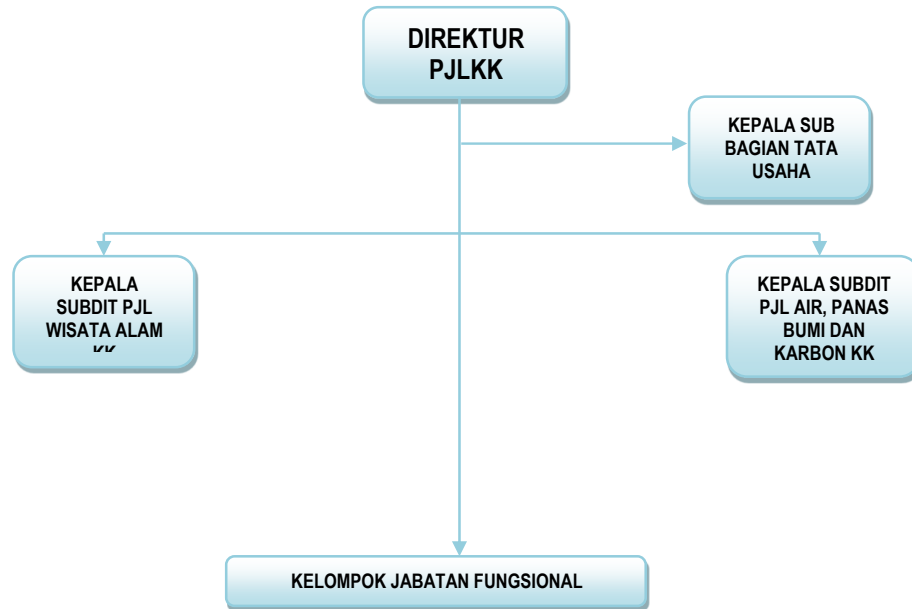 DIREKTUR
PJLKK
KEPALA SUB
BAGIAN TATA
USAHA
KEPALA
SUBDIT PJL
WISATA ALAM
KK
KEPALA SUBDIT
PJL AIR, PANAS
BUMI DAN
KARBON KK
KELOMPOK JABATAN FUNGSIONAL